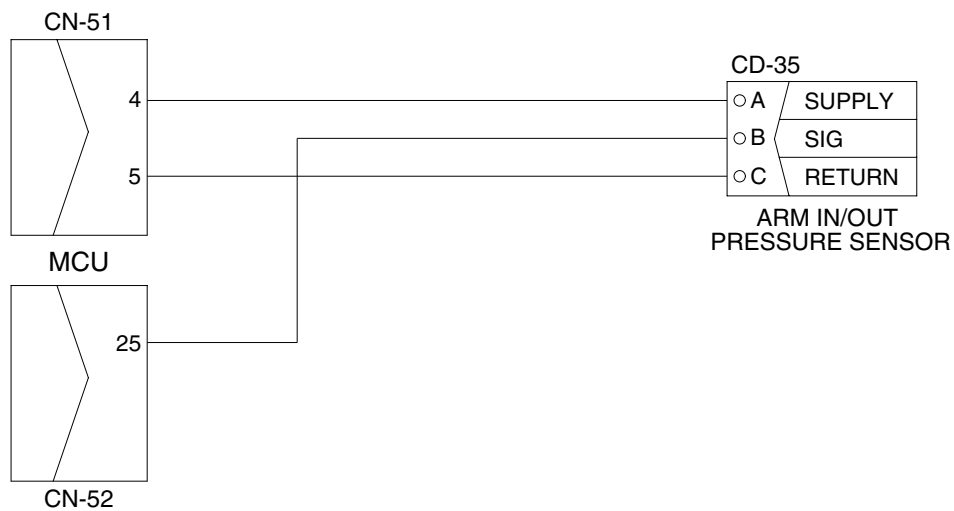 CN-51
4
5
MCU
25
CN-52
CD-35
A SUPPLY
B SIG
C RETURN
ARM IN/OUT
PRESSURE SENSOR